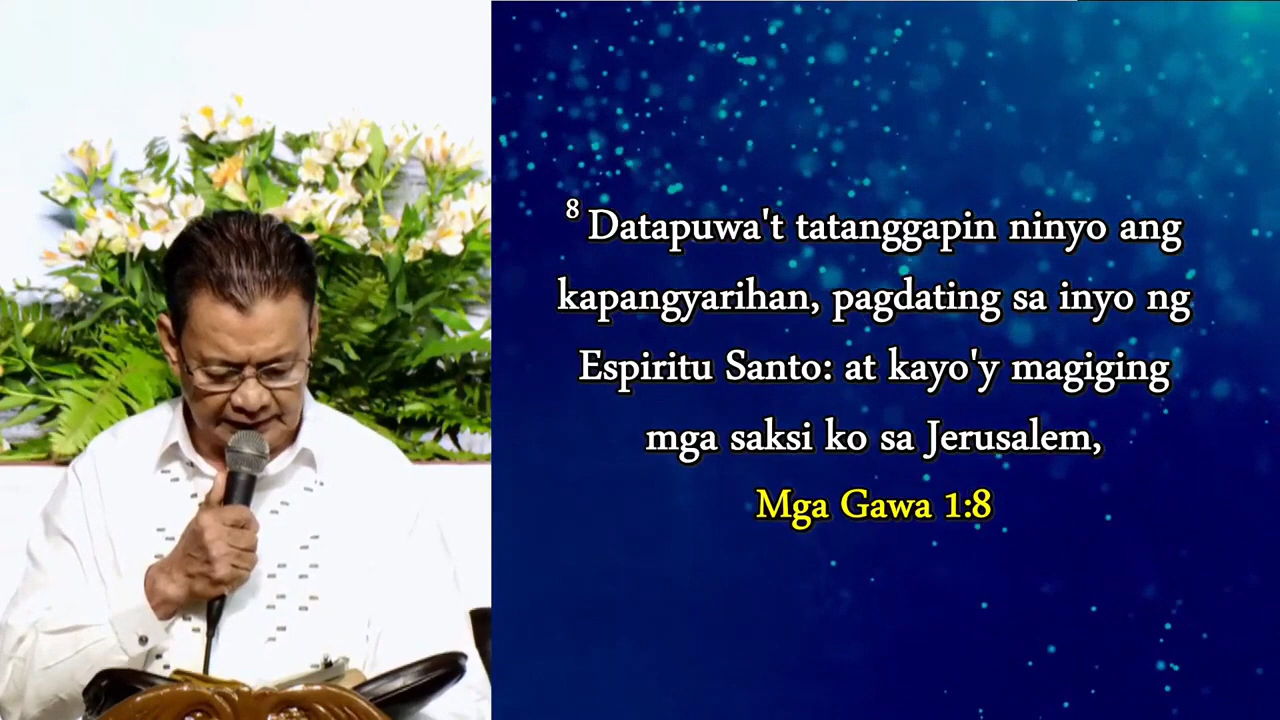 8 Datapuwa't tatanggapin ninyo ang
kapangyarihan, pagdating sa inyo ng
Espiritu Santo: at kayo'y magiging
mga saksi ko sa Jerusalem,
Mga Gawa 1:8